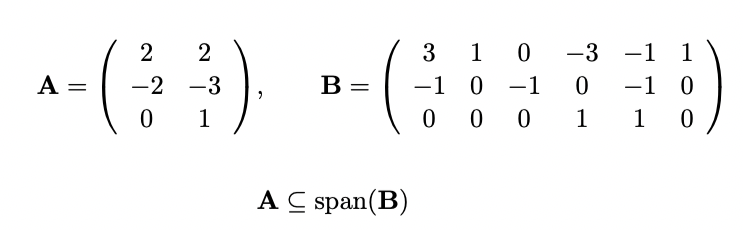 A = ( 2 2 ), B = ( 3 1 0 −3 −1 1 )
−2 −3 −1 0 −1 0 −1 0
0 1 0 0 0 1 1 0
A ⊆ span(B)